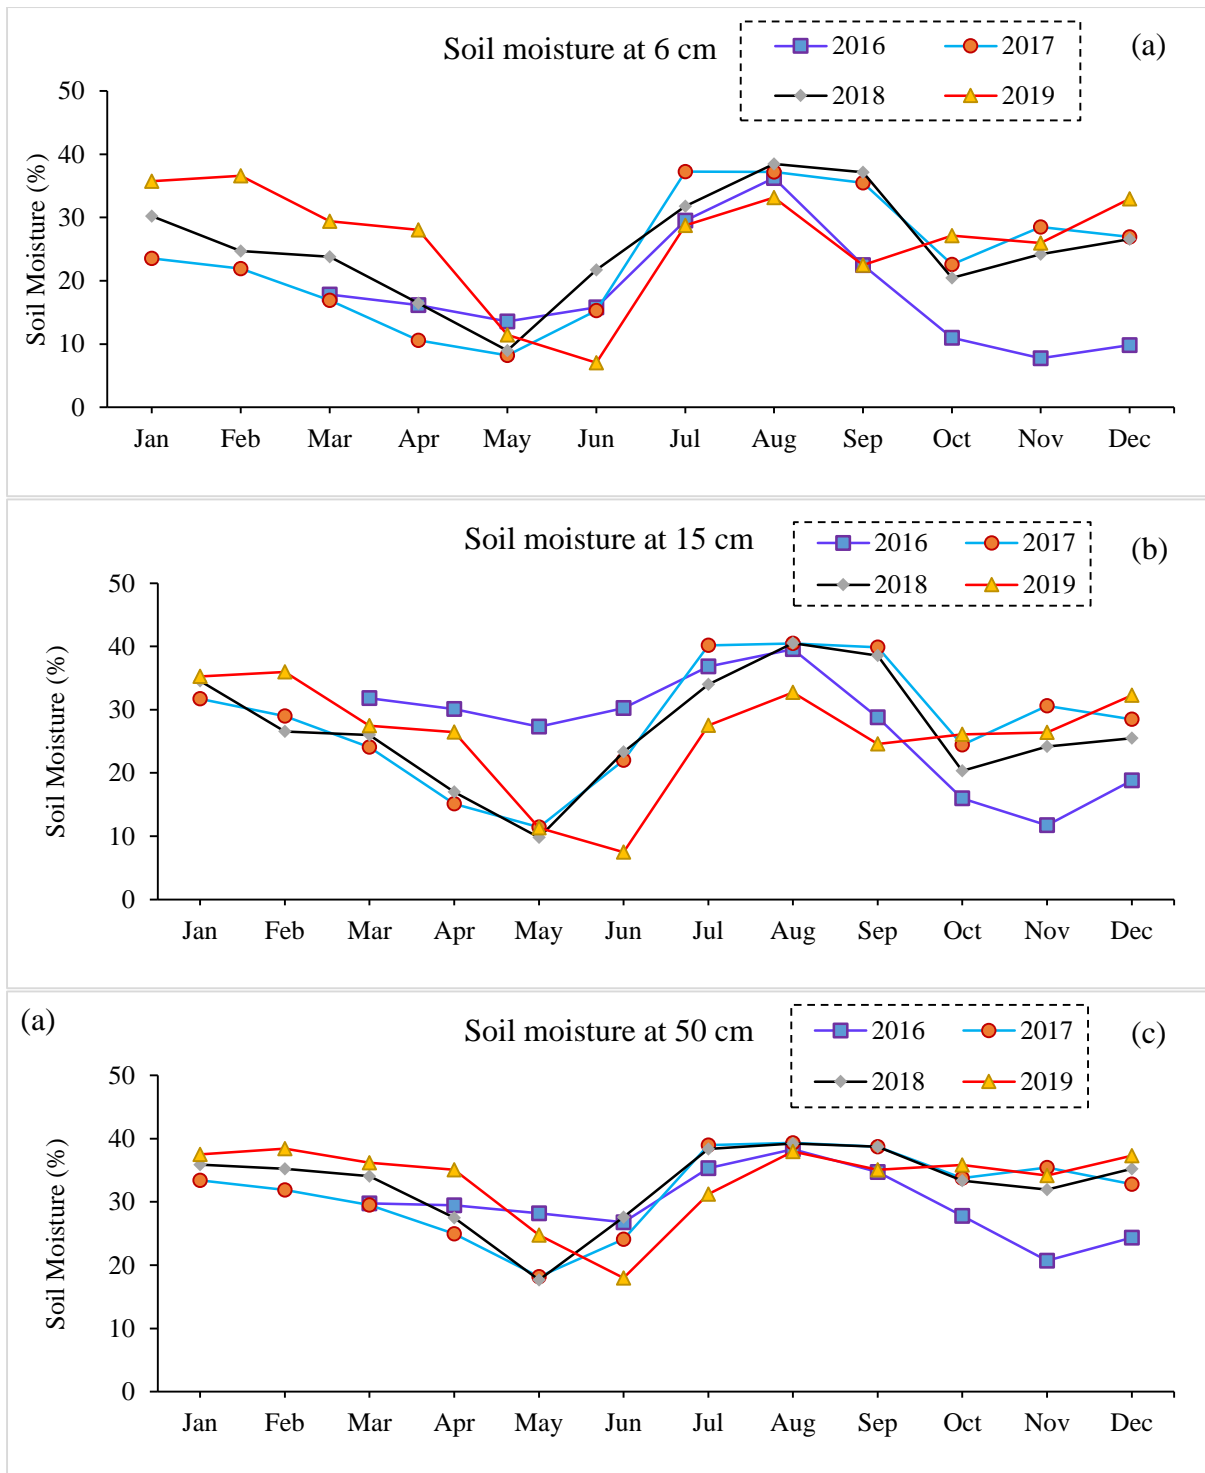 Soil moisture at 6 cm
2016 2017
2018 2019
(a)
Soil Moisture (%)
50
40
30
20
10
0
Jan Feb Mar Apr May Jun Jul Aug Sep Oct Nov Dec
Soil moisture at 15 cm
2016 2017
2018 2019
(b)
Soil Moisture (%)
50
40
30
20
10
0
Jan Feb Mar Apr May Jun Jul Aug Sep Oct Nov Dec
(a)
Soil moisture at 50 cm
2016 2017
2018 2019
(c)
Soil Moisture (%)
50
40
30
20
10
0
Jan Feb Mar Apr May Jun Jul Aug Sep Oct Nov Dec